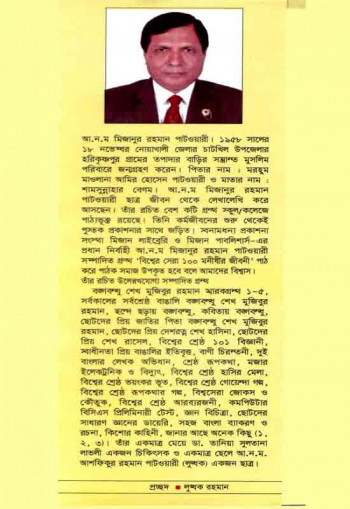 আ.ন.ম মিজানুর রহমান পাটওয়ারী। ১৯৫৮ সালের
১৮ নভেম্বর নোয়াখালী জেলার চাটখিল উপজেলার
হরিকৃষ্ণপুর গ্রামের তপাদার বাড়ির সম্ভ্রান্ত মুসলিম
পরিবারে জন্মগ্রহণ করেন। পিতার নাম : মরহুম
মাওলানা আমির হোসেন পাটওয়ারী ও মাতার নাম :
শামসুন্নাহার বেগম। আ.ন.ম মিজানুর রহমান
পাটওয়ারী ছাত্র জীবন থেকে লেখালেখি করে
আসছেন। তাঁর রচিত বেশ কটি গ্রন্থ স্কুল/কলেজে
পাঠ্যভুক্ত রয়েছে। তিনি কর্মজীবনের শুরু থেকেই
পুস্তক প্রকাশনার সাথে জড়িত। স্বনামধন্য প্রকাশনা
সংস্থা মিজান লাইব্রেরি ও মিজান পাবলিশার্স-এর
প্রধান নির্বাহী আ.ন.ম মিজানুর রহমান পাটওয়ারী
সম্পাদিত গ্রন্থ 'বিশ্বের সেরা ১০০ মনীষীর জীবনী' পাঠ
করে পাঠক সমাজ উপকৃত হবে বলে আমাদের বিশ্বাস।
তাঁর রচিত উল্লেখযোগ্য সম্পাদিত গ্রন্থ
বঙ্গবন্ধু শেখ মুজিবুর রহমান স্মারকগ্রন্থ ১-৫,
সর্বকালের সর্বশ্রেষ্ঠ বাঙালি বঙ্গবন্ধু শেখ মুজিবুর
রহমান, ছন্দে ছড়ায় বঙ্গবন্ধু, কবিতায় বঙ্গবন্ধু,
ছোটদের প্রিয় জাতির পিতা বঙ্গবন্ধু শেখ মুজিবুর
রহমান, ছোটদের প্রিয় দেশরত্ন শেখ হাসিনা, ছোটদের
প্রিয় শেখ রাসেল, বিশ্বের শ্রেষ্ঠ ১০১ বিজ্ঞানী,
স্বাধীনতা প্রিয় বাঙালির ইতিবৃত্ত, বাণী চিরন্তনী, দুই
বাংলার লেখক অভিধান, শ্রেষ্ঠ রূপকথা, মজার
ইলেকট্রনিক ও বিদ্যুৎ, বিশ্বের শ্রেষ্ঠ হাসির মেলা,
বিশ্বের শ্রেষ্ঠ ভয়ংকর ভূত, বিশ্বের শ্রেষ্ঠ গোয়েন্দা গল্প,
বিশ্বের শ্রেষ্ঠ রূপকথার গল্প, বিশ্বসেরা জোকস ও
কৌতুক, বিশ্বের শ্রেষ্ঠ আরব্যরজনী, কমপিউটার
বিসিএস প্রিলিমিনারী টেস্ট, জ্ঞান বিচিত্রা, ছোটদের
সাধারণ জ্ঞানের ডায়েরি, সহজ বাংলা ব্যাকরণ ও
রচনা, কিশোর কাহিনী, জানার আছে অনেক কিছু (১,
২, ৩)। তাঁর একমাত্র মেয়ে ডা. তানিয়া সুলতানা
লাভলী একজন চিকিৎসক ও একমাত্র ছেলে আ.ন.ম.
আশফিকুর রহমান পাটওয়ারী (লুব্ধক) একজন ছাত্র।
প্রচ্ছদ ■ লুব্ধক রহমান